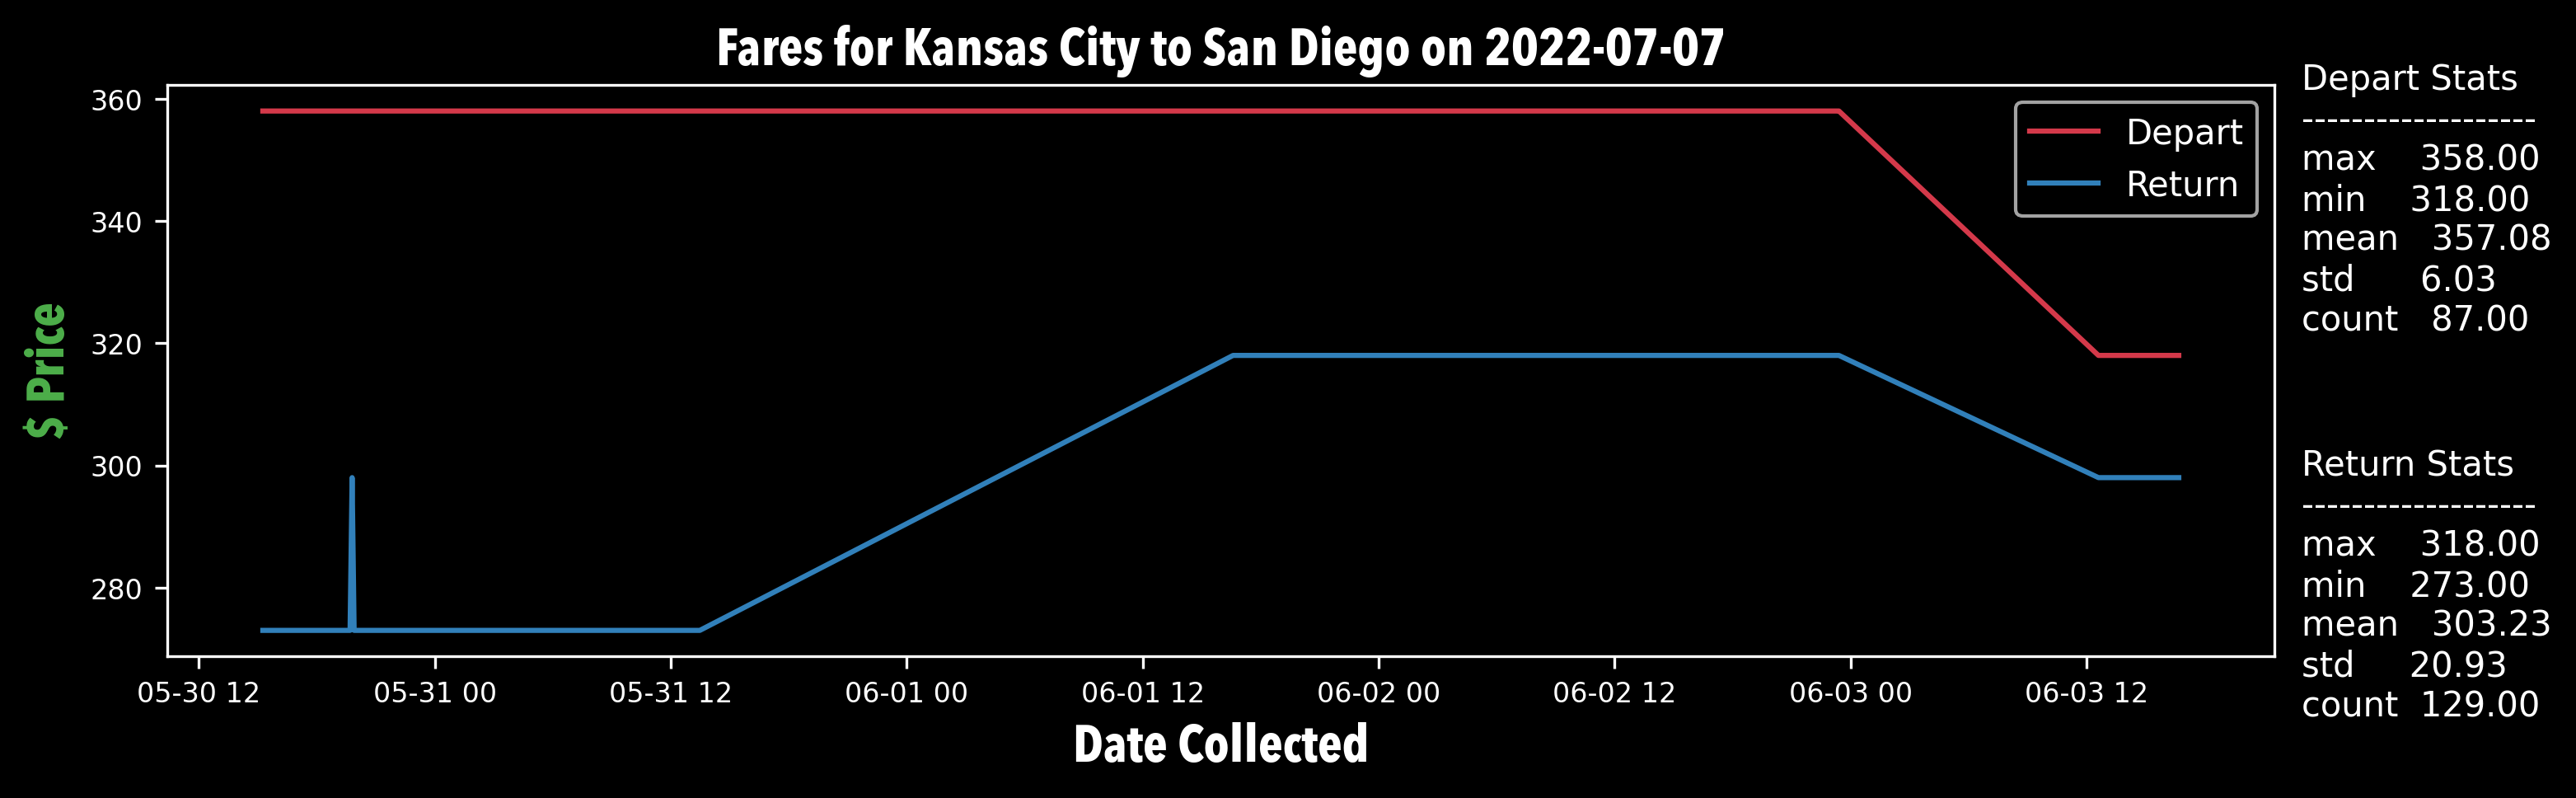 Fares for Kansas City to San Diego on 2022-07-07
$ Price
360
340
320
300
280
Depart
Return
05-30 12
05-31 00
05-31 12
06-01 00
06-01 12
06-02 00
06-02 12
06-03 00
06-03 12
Date Collected
Depart Stats
-------------------
max 358.00
min 318.00
mean 357.08
std 6.03
count 87.00
Return Stats
-------------------
max 318.00
min 273.00
mean 303.23
std 20.93
count 129.00